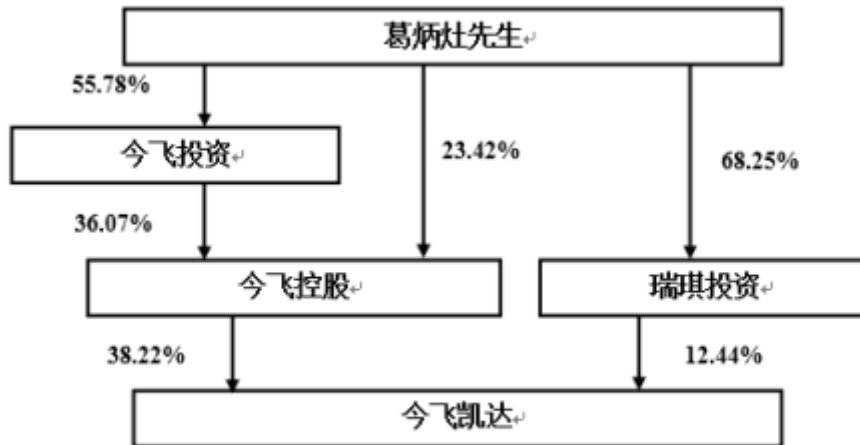 葛炳灶先生
55.78%
今飞投资
23.42%
68.25%
36.07%
今飞控股
瑞琪投资
38.22%
12.44%
今飞凯达